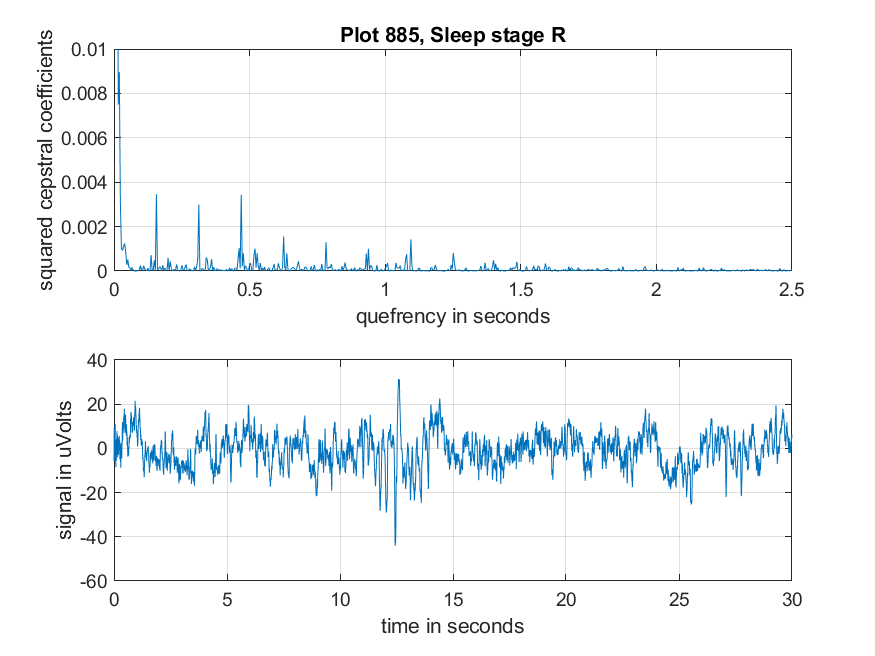 Plot 885, Sleep stage R
squared cepstral coefficients
0.01
0.008
0.006
0.004
0.002
0
0 0.5 1 1.5 2 2.5
quefrency in seconds
signal in uVolts
40
20
0
-20
-40
-60
0 5 10 15 20 25 30
time in seconds